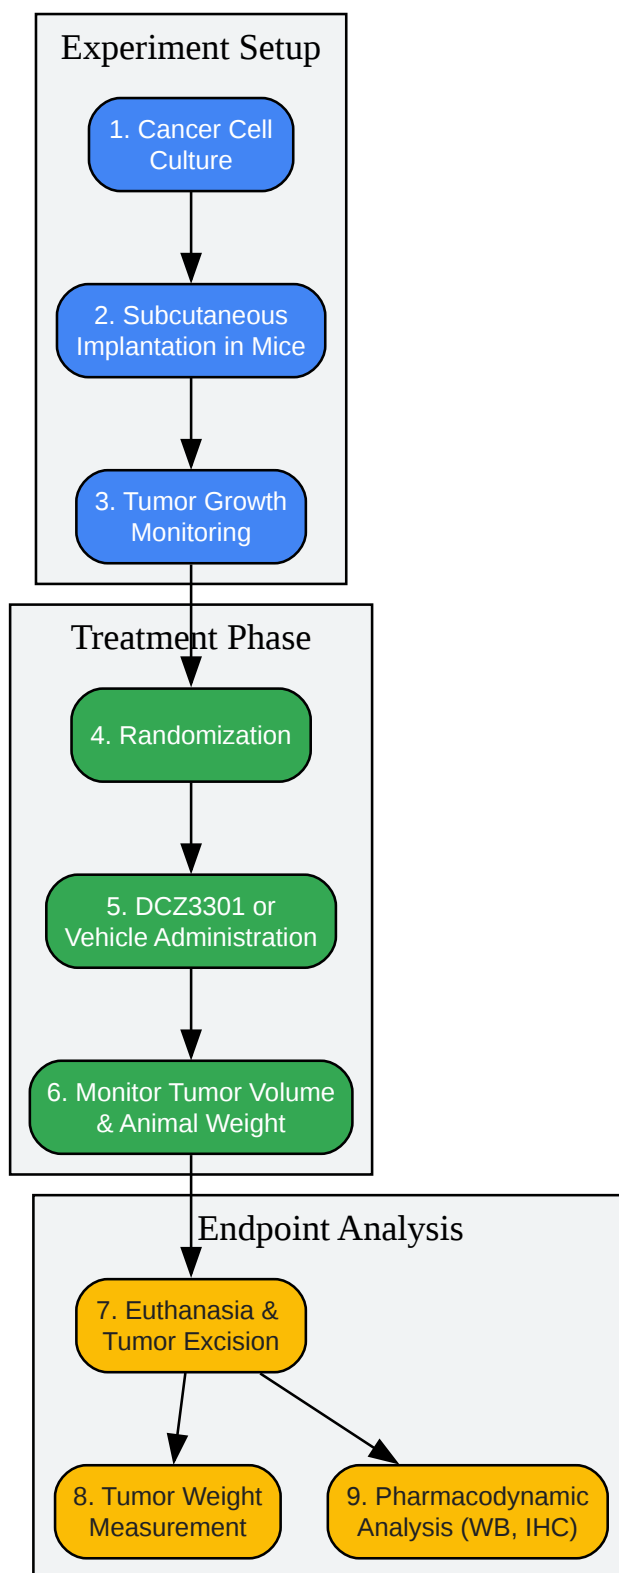 Experiment Setup
1. Cancer Cell
Culture
2. Subcutaneous
Implantation in Mice
3. Tumor Growth
Monitoring
Treatment Phase
4. Randomization
5. DCZ3301 or
Vehicle Administration
6. Monitor Tumor Volume
& Animal Weight
Endpoint Analysis
7. Euthanasia &
Tumor Excision
8. Tumor Weight
Measurement
9. Pharmacodynamic
Analysis (WB, IHC)